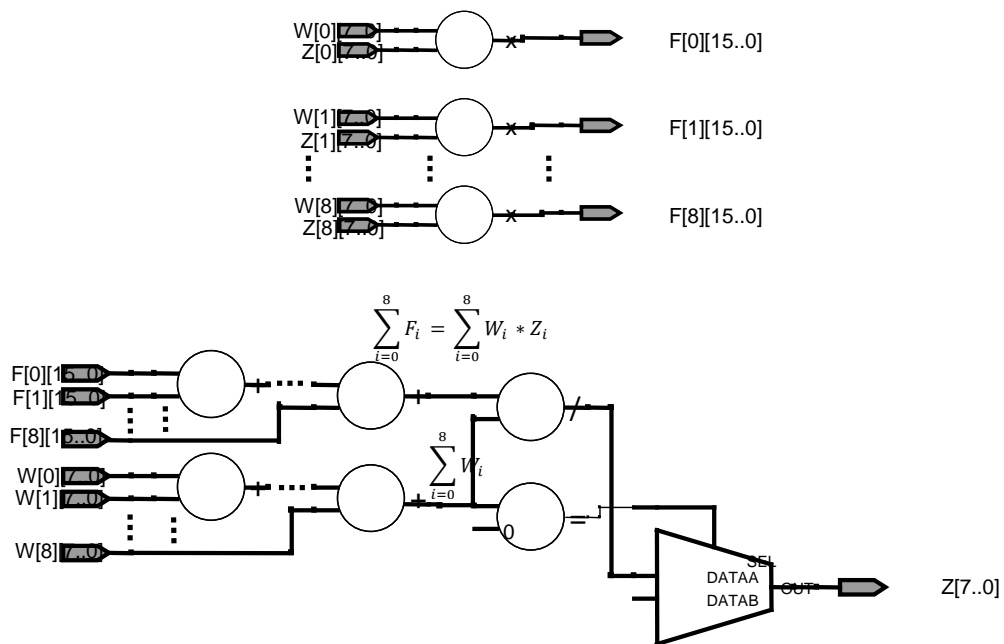 W[0][7..0]
Z[0][7..0]
x
F[0][15..0]
W[1][7..0]
Z[1][7..0]
x
F[1][15..0]
W[8][7..0]
Z[8][7..0]
x
F[8][15..0]
\sum_{i=0}^{8} F_i = \sum_{i=0}^{8} W_i * Z_i
F[0][15..0]
F[1][15..0]
F[8][15..0]
+
+
/
W[0][7..0]
W[1][7..0]
W[8][7..0]
+
+
\sum_{i=0}^{8} W_i
0
=
SEL
DATAA
OUT
DATAB
Z[7..0]